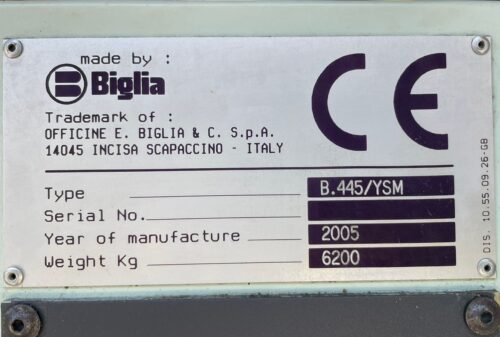 made by :
Biglia
Trademark of :
OFFICINE E. BIGLIA & C. S.p.A.
14045 INCISA SCAPACCINO - ITALY
CE
Type B.445/YSM
Serial No.
Year of manufacture 2005
Weight Kg 6200
DIS. 10.55.09.26-GB